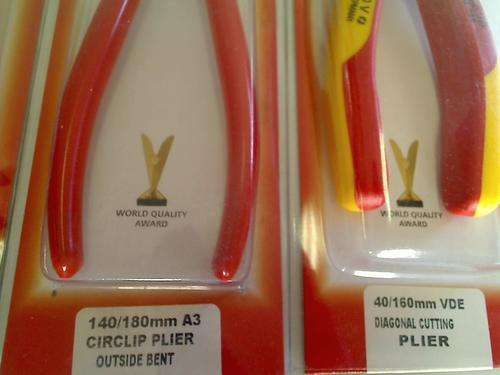 WORLD QUALITY
AWARD
140/180mm A3
CIRCLIP PLIER
OUTSIDE BENT
WORLD QUALITY
AWARD
40/160mm VDE
DIAGONAL CUTTING
PLIER